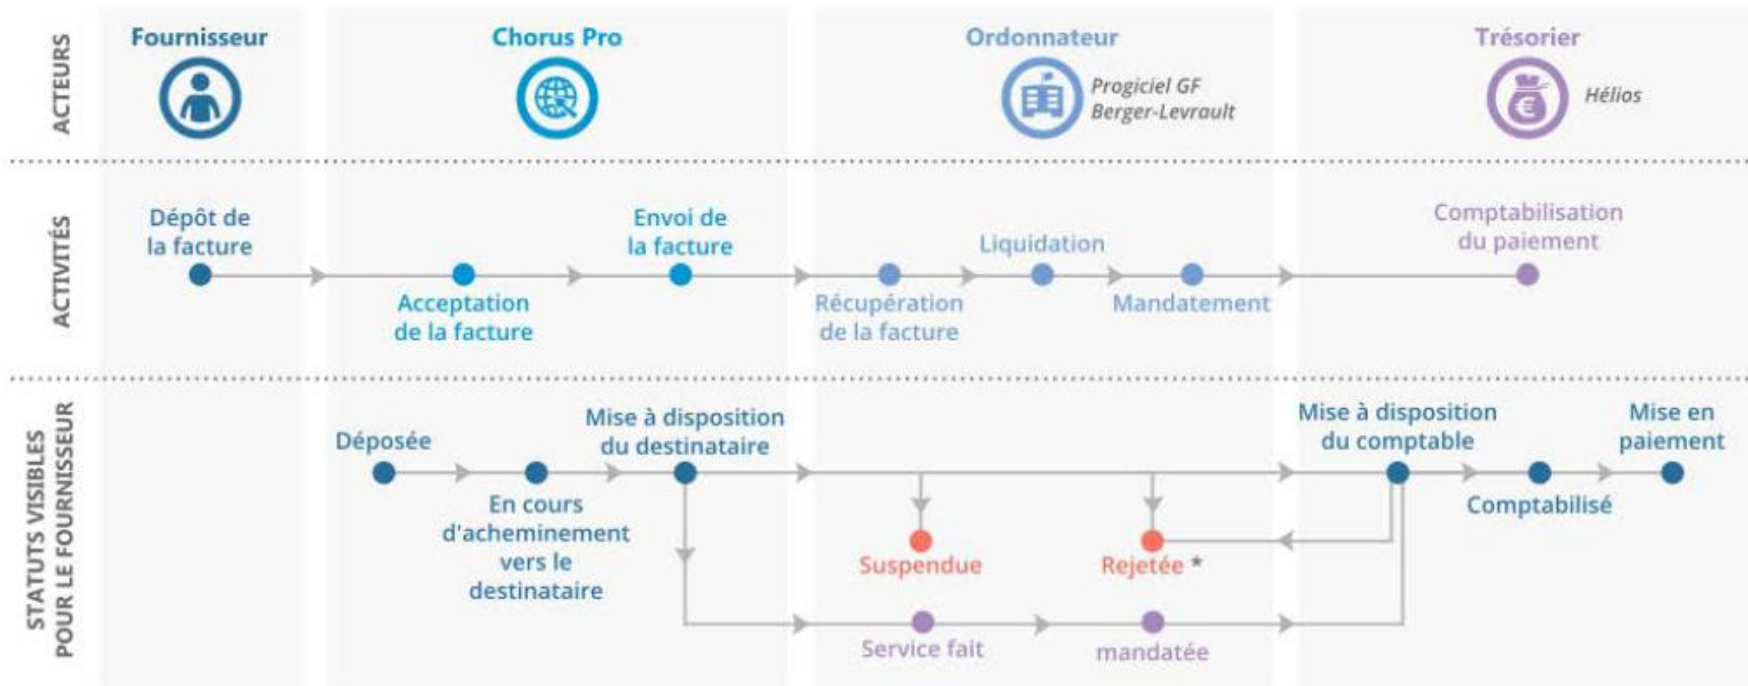 ACTEURS
Fournisseur
Chorus Pro
Ordonnateur
Progiciel GF
Berger-Levrault
Trésorier
Hélios
ACTIVITÉS
Dépôt de
la facture
Acceptation
de la facture
Envoi de
la facture
Récupération
de la facture
Liquidation
Mandatement
Comptabilisation
du paiement
STATUTS VISIBLES
POUR LE FOURNISSEUR
Déposée
En cours
d'acheminement
vers le
destinataire
Mise à disposition
du destinataire
Suspendue
Rejetée *
Service fait
mandatée
Mise à disposition
du comptable
Comptabilisé
Mise en
paiement